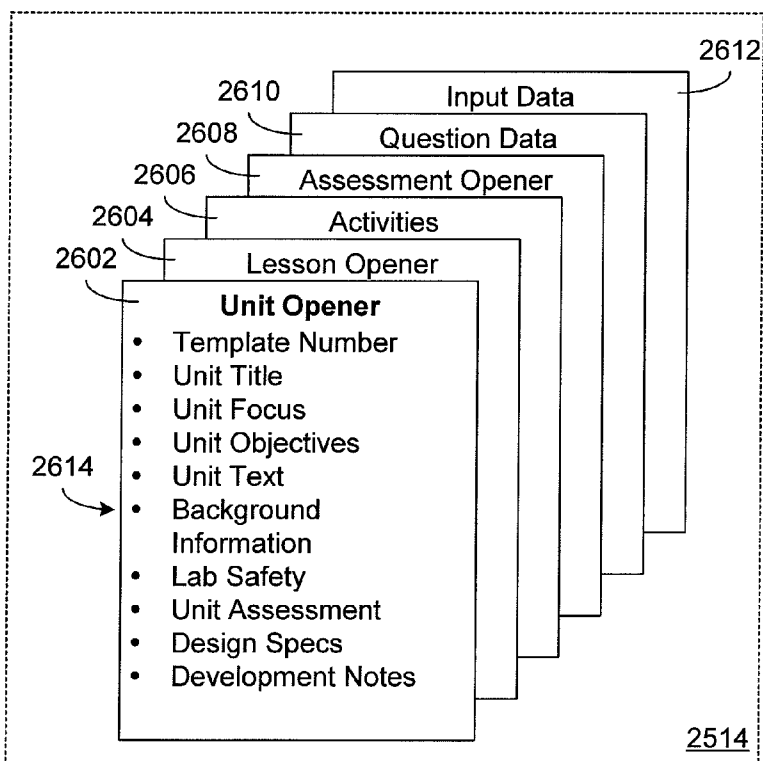 2612
Input Data
2610
Question Data
2608
Assessment Opener
2606
Activities
2604
Lesson Opener
2602
Unit Opener
• Template Number
• Unit Title
• Unit Focus
• Unit Objectives
• Unit Text
2614
• Background
Information
• Lab Safety
• Unit Assessment
• Design Specs
• Development Notes
2514